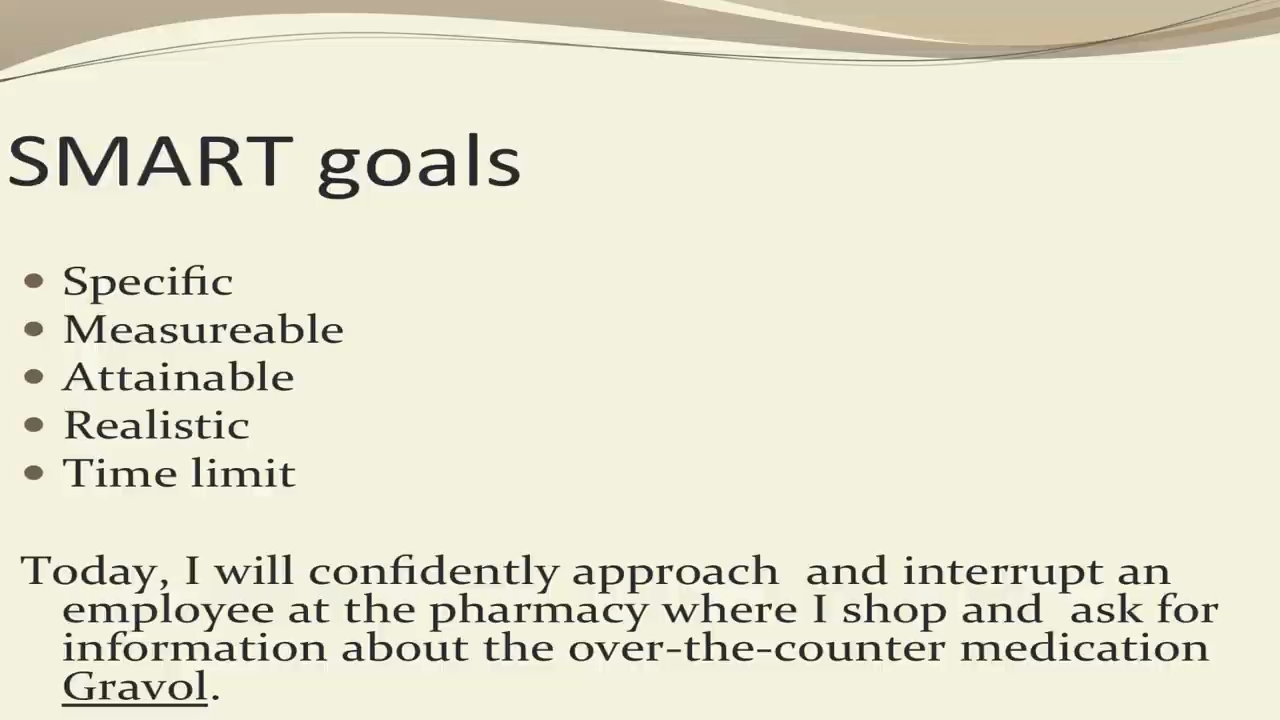 SMART goals
• Specific
• Measureable
• Attainable
• Realistic
• Time limit
Today, I will confidently approach  and interrupt an
employee at the pharmacy where I shop and  ask for
information about the over-the-counter medication
Gravol.